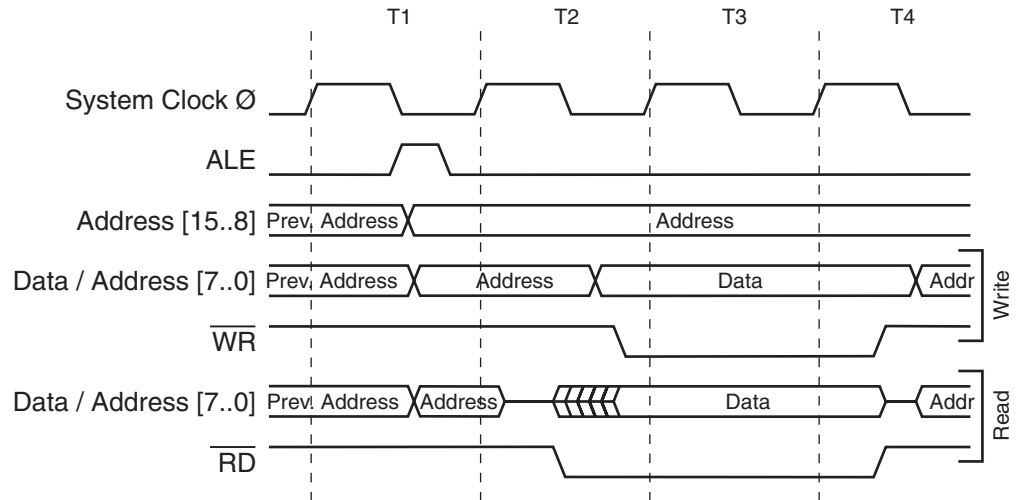 T1 T2 T3 T4
System Clock Ø
ALE
Address [15..8] Prev. Address Address
Data / Address [7..0] Prev. Address Address Data Addr
WR
Write
Data / Address [7..0] Prev. Address Address Data Addr
RD
Read